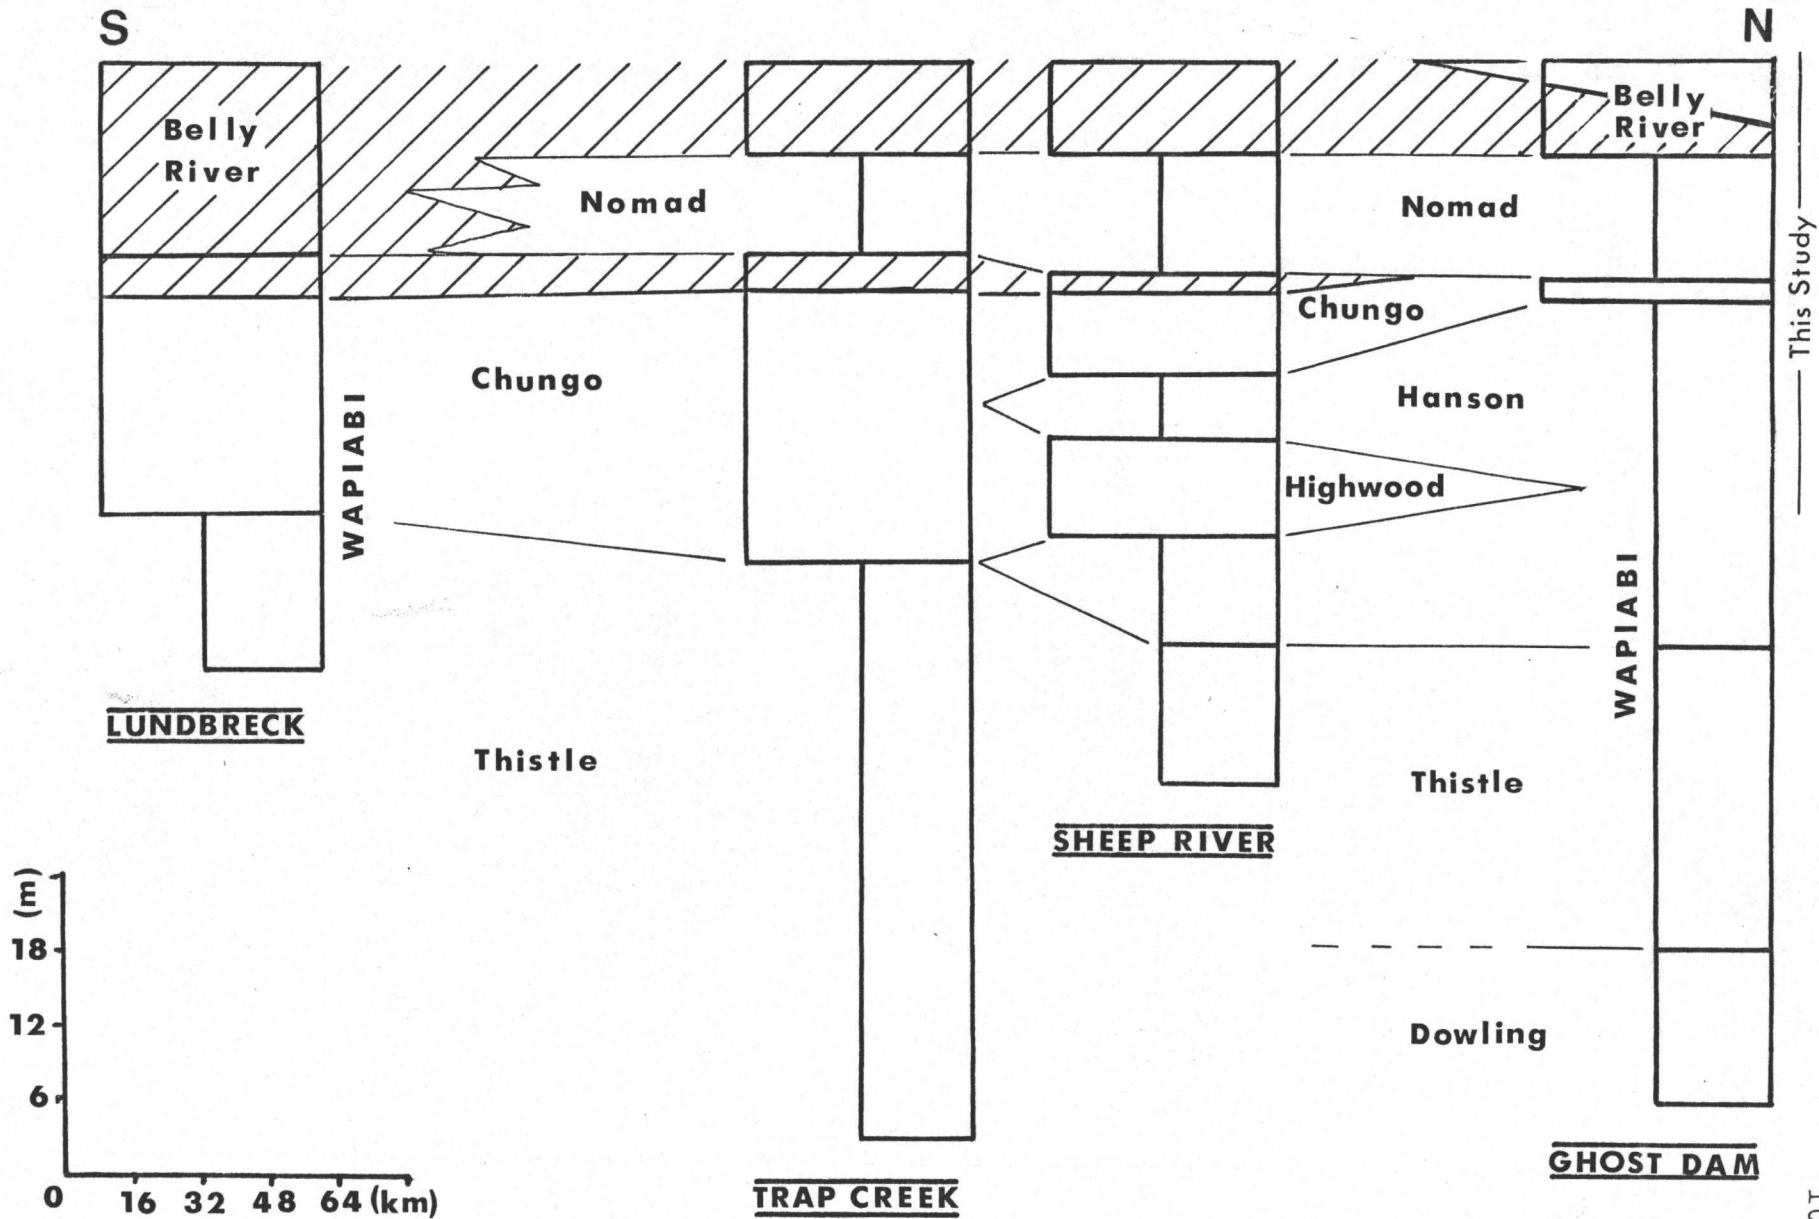 S
N
Belly
River
Belly
River
Nomad
Nomad
Chungo
Chungo
Hanson
Highwood
WAPIABI
WAPIABI
This Study
LUNDBRECK
Thistle
Thistle
SHEEP RIVER
Dowling
GHOST DAM
TRAP CREEK
(m)
18
12
6
0 16 32 48 64 (km)